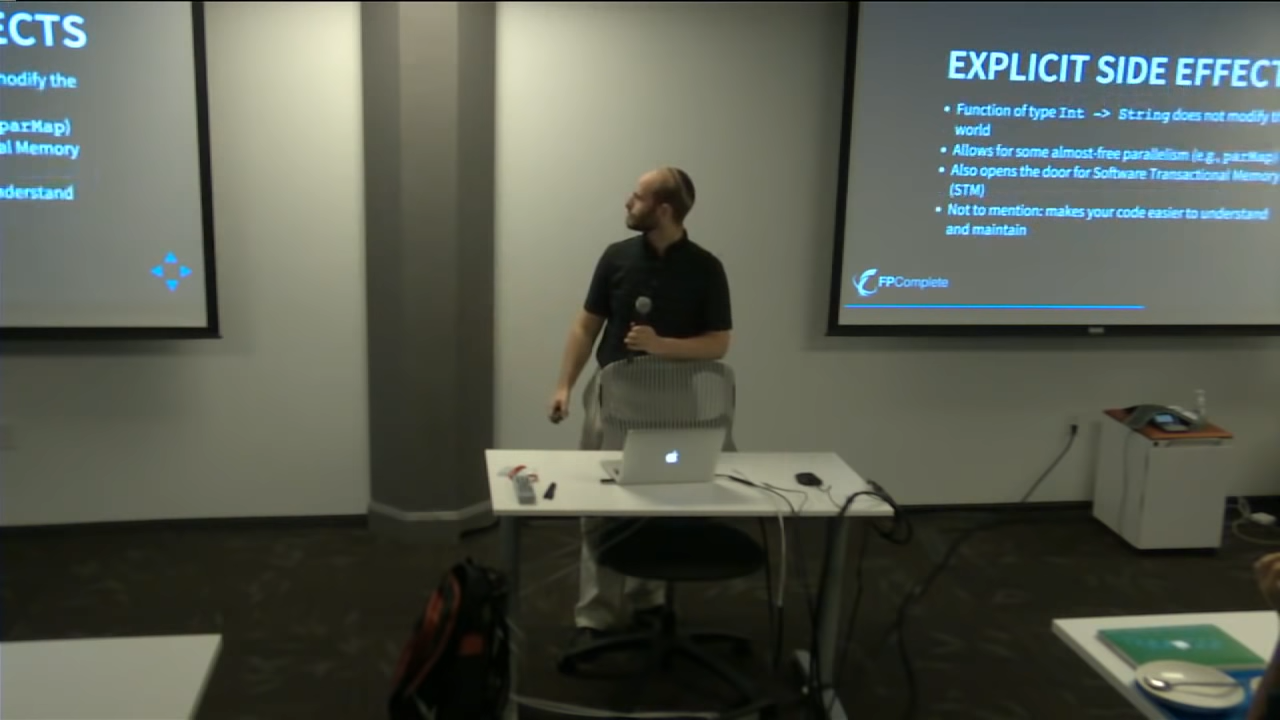 ECTS
modify the
parMap)
al Memory
nderstand
EXPLICIT SIDE EFFECT
• Function of type Int -> String does not modify th
world
• Allows for some almost-free parallelism (e.g., parMap)
• Also opens the door for Software Transactional Memory
(STM)
• Not to mention: makes your code easier to understand
and maintain
FPComplete